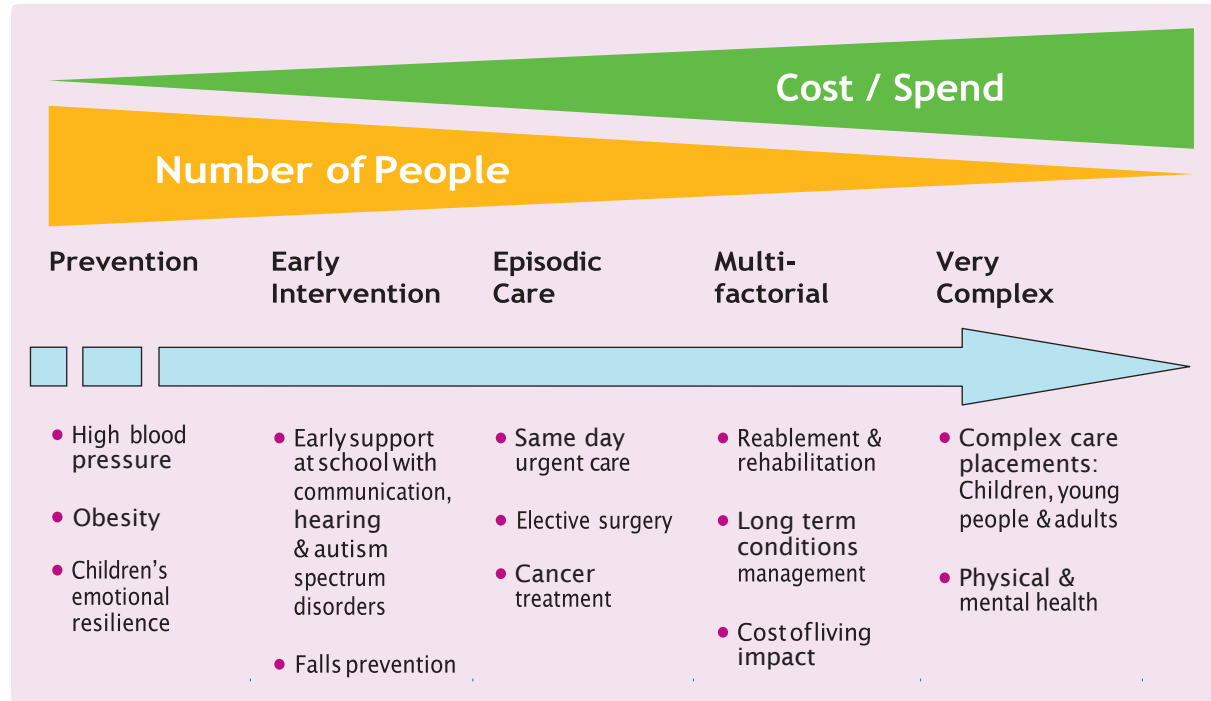 Cost / Spend
Number of People
Prevention
Early
Intervention
Episodic
Care
Multi-
factorial
Very
Complex
• High blood
pressure
• Obesity
• Children’s
emotional
resilience
• Early support
at school with
communication,
hearing
& autism
spectrum
disorders
• Falls prevention
• Same day
urgent care
• Elective surgery
• Cancer
treatment
• Reablement &
rehabilitation
• Long term
conditions
management
• Cost of living
impact
• Complex care
placements:
Children, young
people & adults
• Physical &
mental health